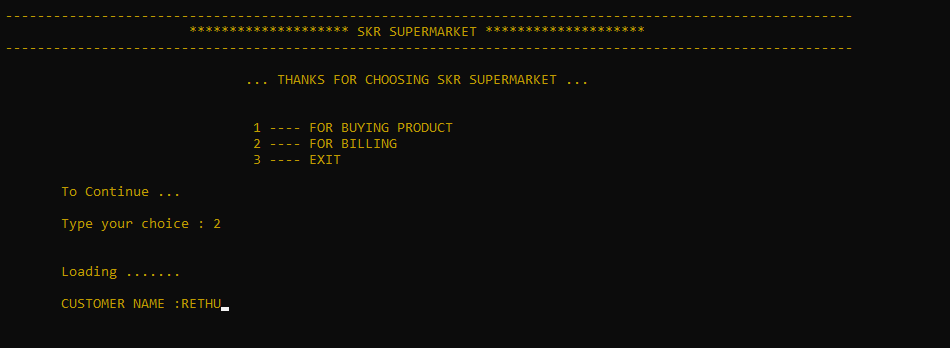 ----------------------------------------------------------------------------------------------------------
******************** SKR SUPERMARKET ********************
----------------------------------------------------------------------------------------------------------
... THANKS FOR CHOOSING SKR SUPERMARKET ...
1 ---- FOR BUYING PRODUCT
2 ---- FOR BILLING
3 ---- EXIT
To Continue ...
Type your choice : 2
Loading .......
CUSTOMER NAME :RETHU